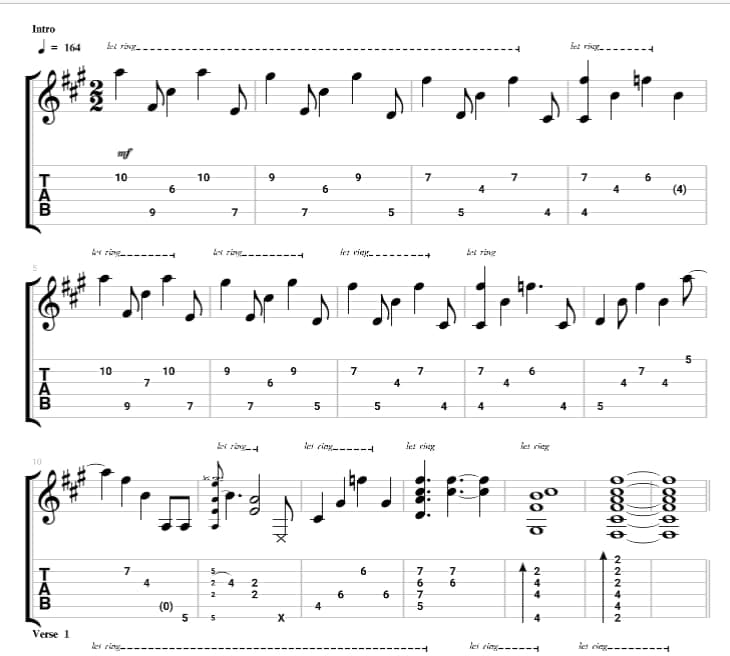 Intro
♩ = 164 let ring let ring
2
2
mf
T 10 10 9 9 7 7 7 6
A 6 6 4 4 (4)
B 9 7 7 5 5 4 4
let ring let ring let ring let ring
5
5
T 10 10 9 9 7 7 7 6 7
A 7 6 4 4 4 4
B 9 7 7 5 5 4 4 4 5
let ring let ring let ring let ring
10
2
T 7 5 6 7 7 2 2
A 4 2 4 2 6 6 4 2
2 2 6 6 7 4 4
B (0) 4 5 4
5 5 X 4 2
Verse 1
let ring let ring let ring